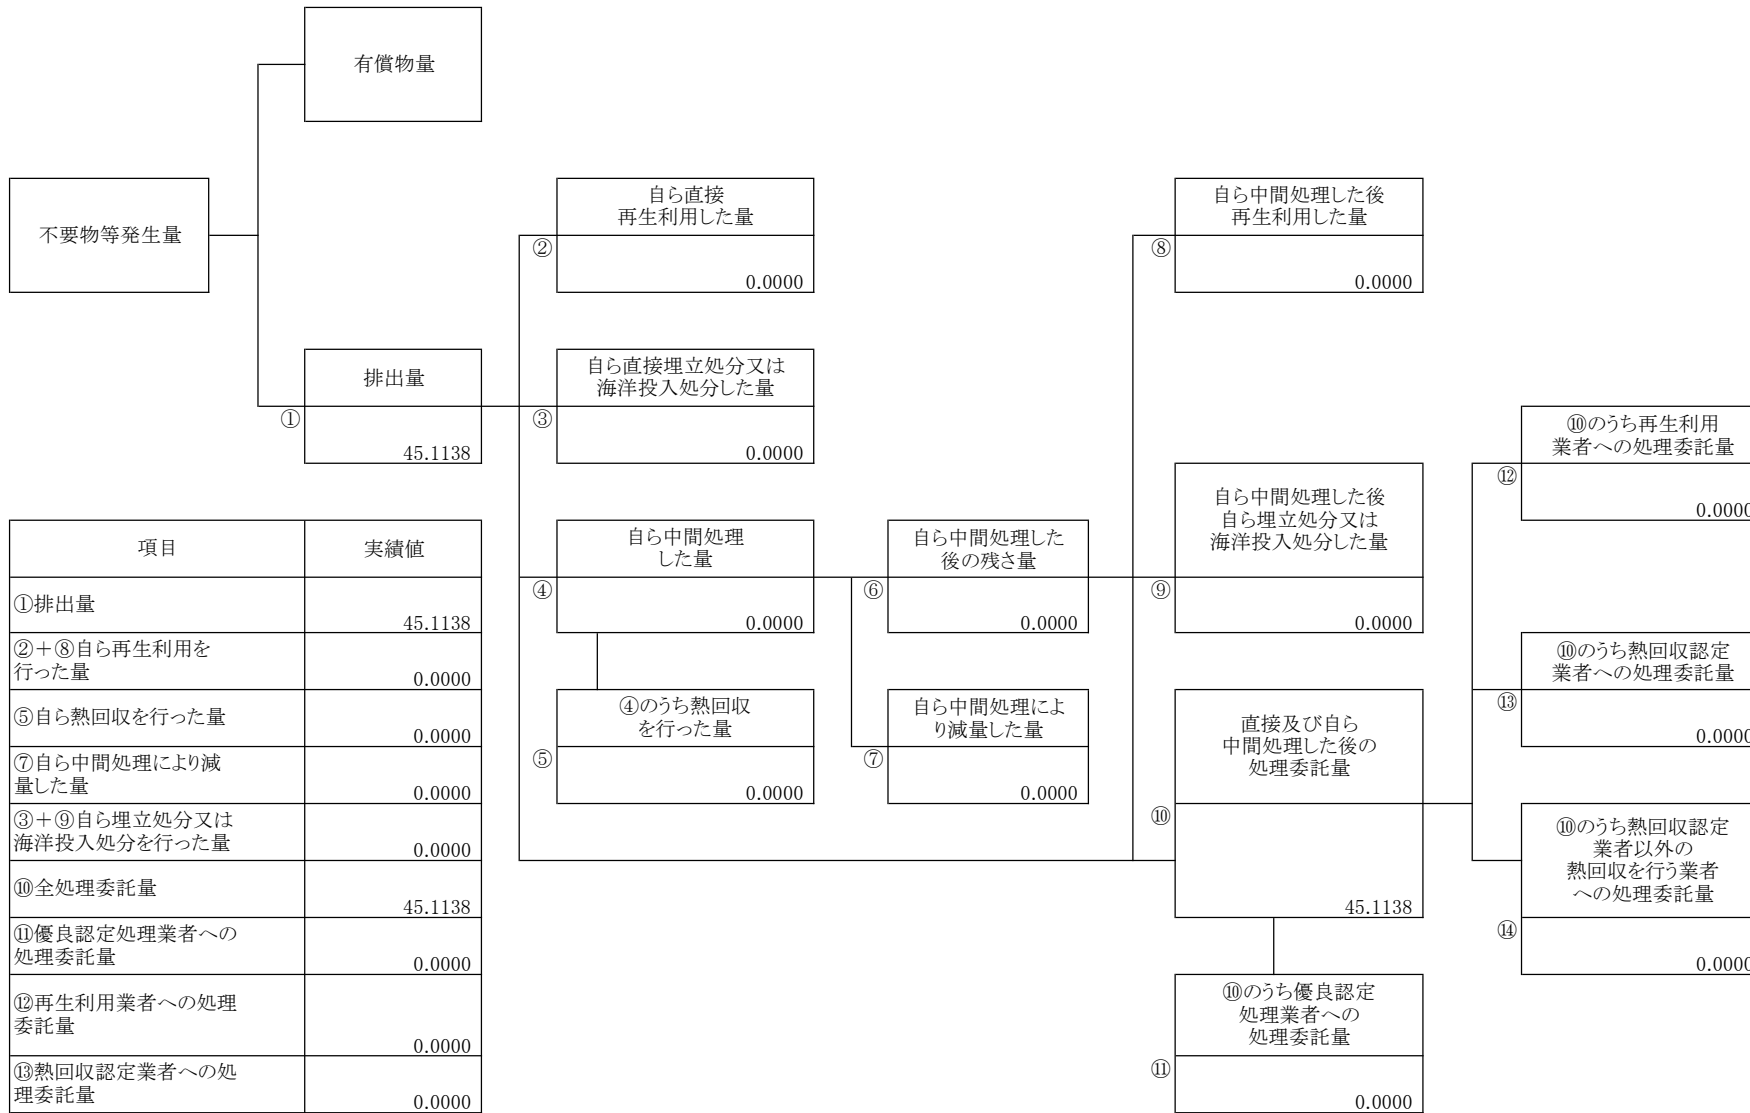 有償物量
不要物等発生量
自ら直接
再生利用した量
②
0.0000
自ら中間処理した後
再生利用した量
⑧
0.0000
排出量
①
45.1138
自ら直接埋立処分又は
海洋投入処分した量
③
0.0000
⑩のうち再生利用
業者への処理委託量
⑫
0.0000
自ら中間処理
した量
④
0.0000
自ら中間処理した
後の残さ量
⑥
0.0000
自ら中間処理した後
自ら埋立処分又は
海洋投入処分した量
⑨
0.0000
⑩のうち熱回収認定
業者への処理委託量
⑬
0.0000
④のうち熱回収
を行った量
⑤
0.0000
自ら中間処理によ
り減量した量
⑦
0.0000
直接及び自ら
中間処理した後の
処理委託量
⑩
45.1138
⑩のうち熱回収認定
業者以外の
熱回収を行う業者
への処理委託量
⑭
0.0000
⑩のうち優良認定
処理業者への
処理委託量
⑪
0.0000
項目 実績値
①排出量
45.1138
②+⑧自ら再生利用を
行った量
0.0000
⑤自ら熱回収を行った量
0.0000
⑦自ら中間処理により減
量した量
0.0000
③+⑨自ら埋立処分又は
海洋投入処分を行った量
0.0000
⑩全処理委託量
45.1138
⑪優良認定処理業者への
処理委託量
0.0000
⑫再生利用業者への処理
委託量
0.0000
⑬熱回収認定業者への処
理委託量
0.0000